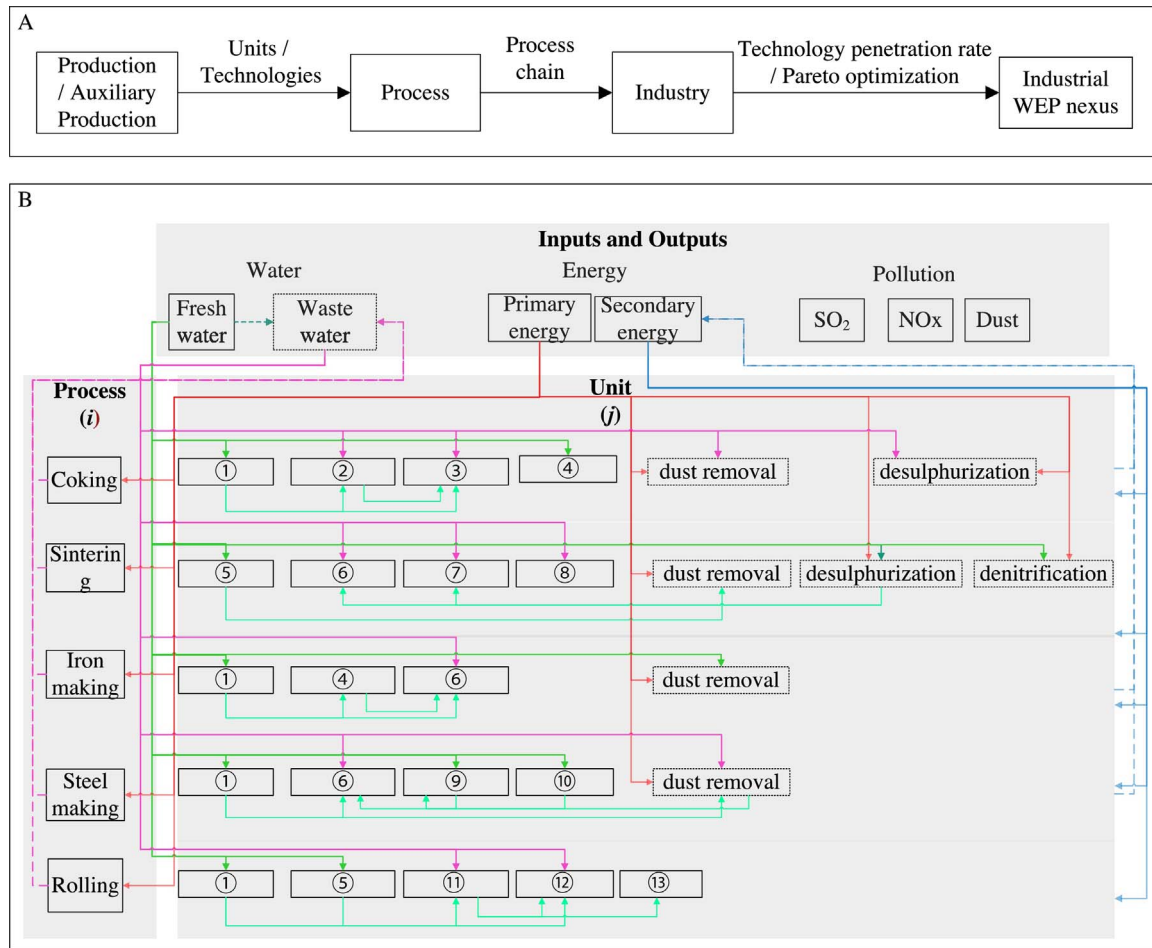 A
Production
/ Auxiliary
Production
Units /
Technologies
Process
Process
chain
Industry
Technology penetration rate
/ Pareto optimization
Industrial
WEP nexus
B
Inputs and Outputs
Water
Energy
Pollution
Fresh
water
Waste
water
Primary
energy
Secondary
energy
SO₂
NOx
Dust
Process
(i)
Unit
(j)
Coking
①
②
③
④
dust removal
desulphurization
Sinterin
g
⑤
⑥
⑦
⑧
dust removal
desulphurization
denitrification
Iron
making
①
④
⑥
dust removal
Steel
making
①
⑥
⑨
⑩
dust removal
Rolling
①
⑤
⑪
⑫
⑬